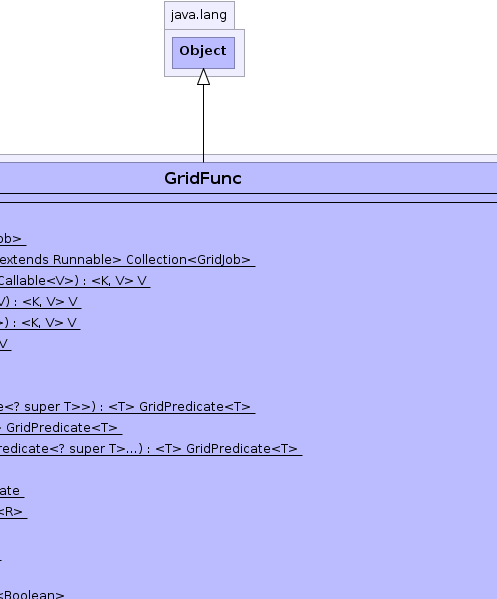 java.lang
Object
GridFunc
ob>
extends Runnable> Collection<GridJob>
Callable<V>) : <K, V> V
V) : <K, V> V
>) : <K, V> V
V
e<? super T>>) : <T> GridPredicate<T>
> GridPredicate<T>
redicate<? super T>...) : <T> GridPredicate<T>
ate
<R>
<Boolean>